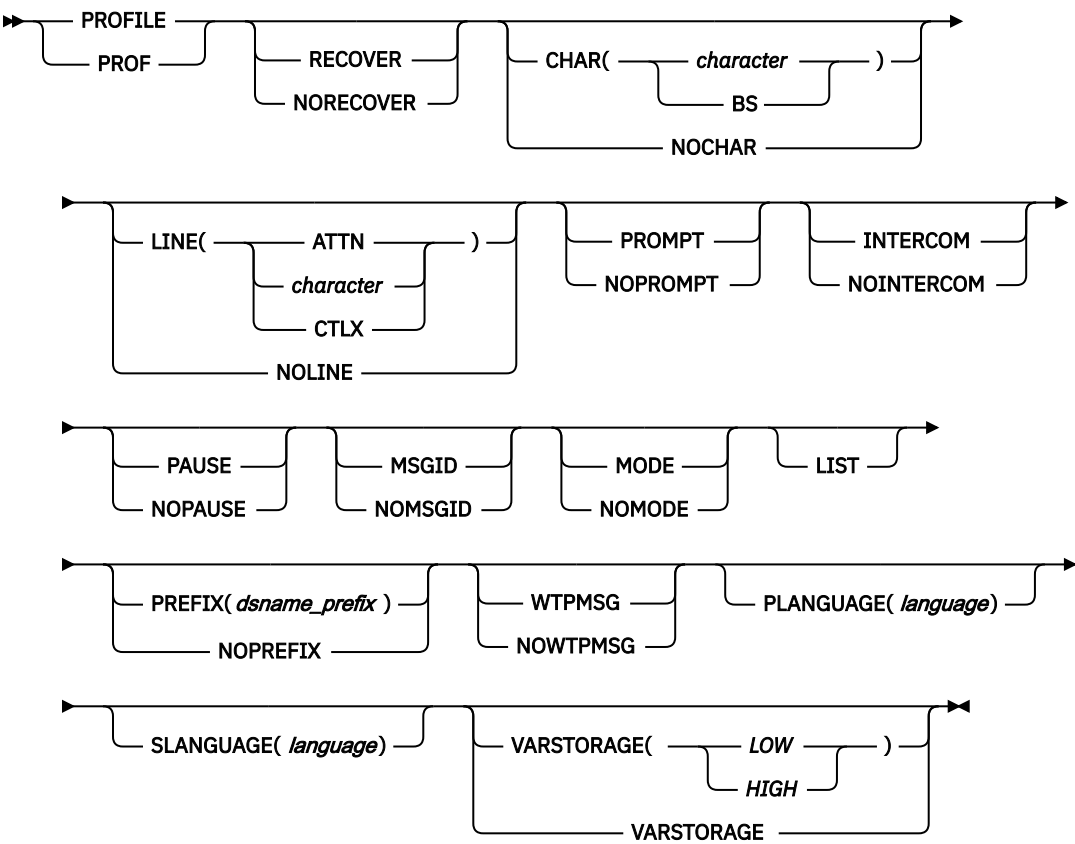 PROFILE
PROF
RECOVER
NORECOVER
CHAR( character )
BS
NOCHAR
LINE( ATTN )
character
CTLX
NOLINE
PROMPT
NOPROMPT
INTERCOM
NOINTERCOM
PAUSE
NOPAUSE
MSGID
NOMSGID
MODE
NOMODE
LIST
PREFIX( dsname_prefix )
NOPREFIX
WTPMSG
NOWTPMSG
PLANGUAGE( language)
SLANGUAGE( language)
VARSTORAGE( LOW )
HIGH
VARSTORAGE